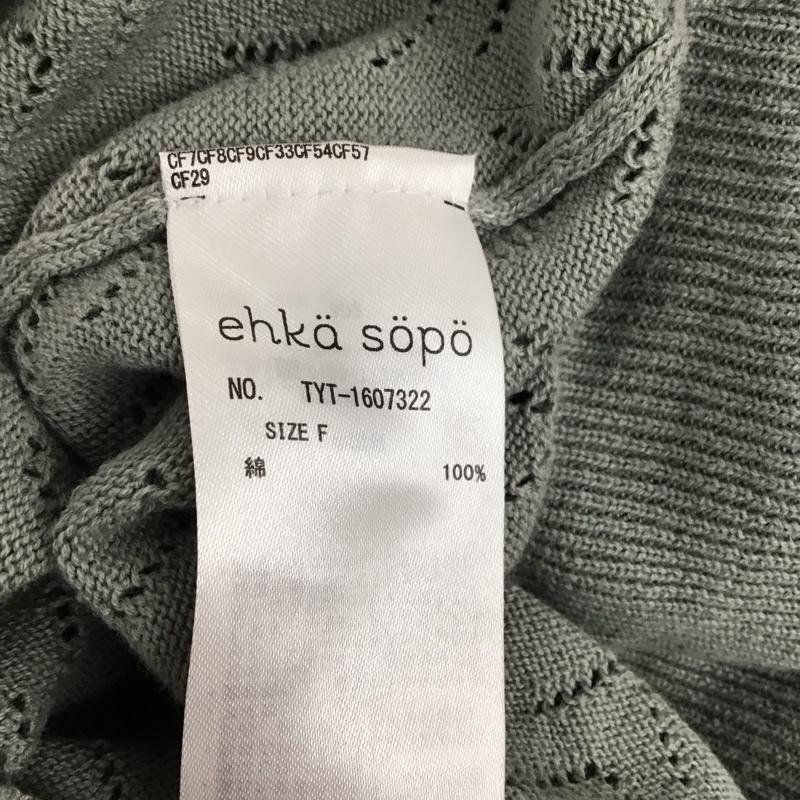 CF7CF8CF9CF33CF54CF57
CF29
ehkä söpö
NO. TYT-1607322
SIZE F
綿 100%